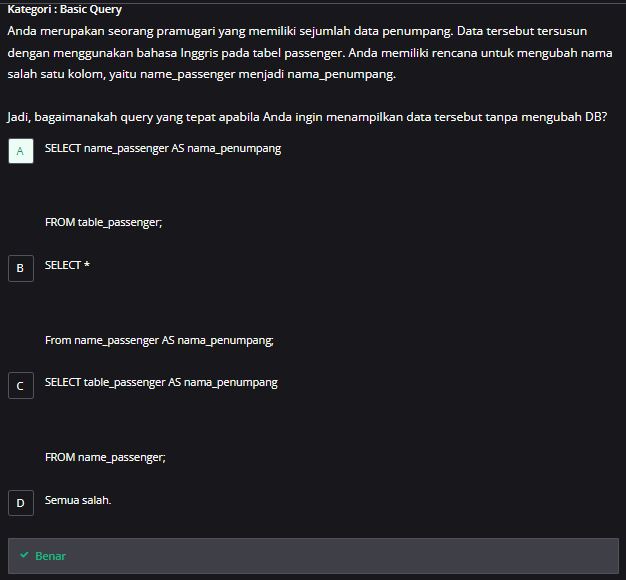 Kategori : Basic Query
Anda merupakan seorang pramugari yang memiliki sejumlah data penumpang. Data tersebut tersusun
dengan menggunakan bahasa Inggris pada tabel passenger. Anda memiliki rencana untuk mengubah nama
salah satu kolom, yaitu name_passenger menjadi nama_penumpang.
Jadi, bagaimanakah query yang tepat apabila Anda ingin menampilkan data tersebut tanpa mengubah DB?
A SELECT name_passenger AS nama_penumpang
FROM table_passenger;
B SELECT *
From name_passenger AS nama_penumpang;
C SELECT table_passenger AS nama_penumpang
FROM name_passenger;
D Semua salah.
Benar